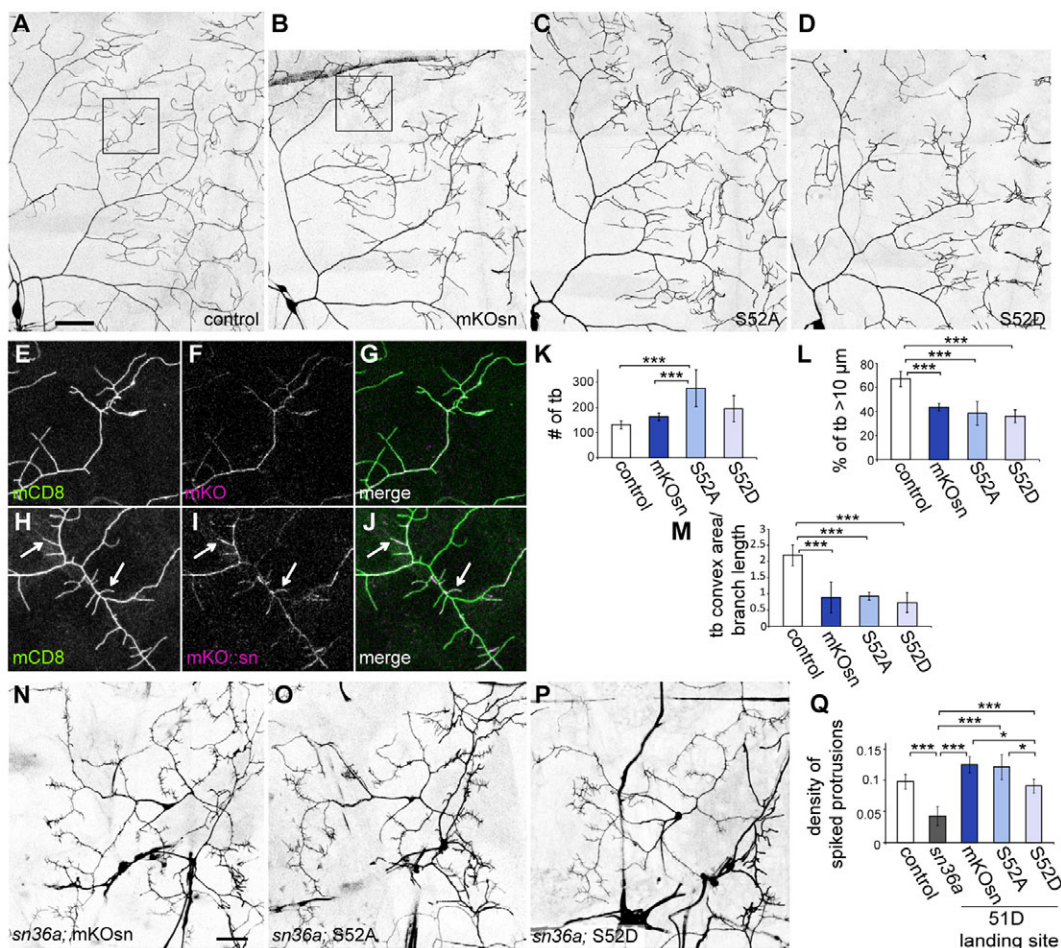 A
B
C
D
control
mKOsn
S52A
S52D
E
F
G
mCD8
mKO
merge
H
I
J
mCD8
mKO::sn
merge
K
***
***
# of tb
300
200
100
0
control
mKOsn
S52A
S52D
L
***
***
***
% of tb >10 µm
80
60
40
20
0
control
mKOsn
S52A
S52D
M
***
***
***
tb convex area/
branch length
2.5
2
1.5
1
0.5
0
control
mKOsn
S52A
S52D
N
O
P
sn36a; mKOsn
sn36a; S52A
sn36a; S52D
Q
***
***
*
*** ***
*
density of
spiked protrusions
0.15
0.1
0.05
0
control
sn36a
mKOsn
S52A
S52D
51D
landing site